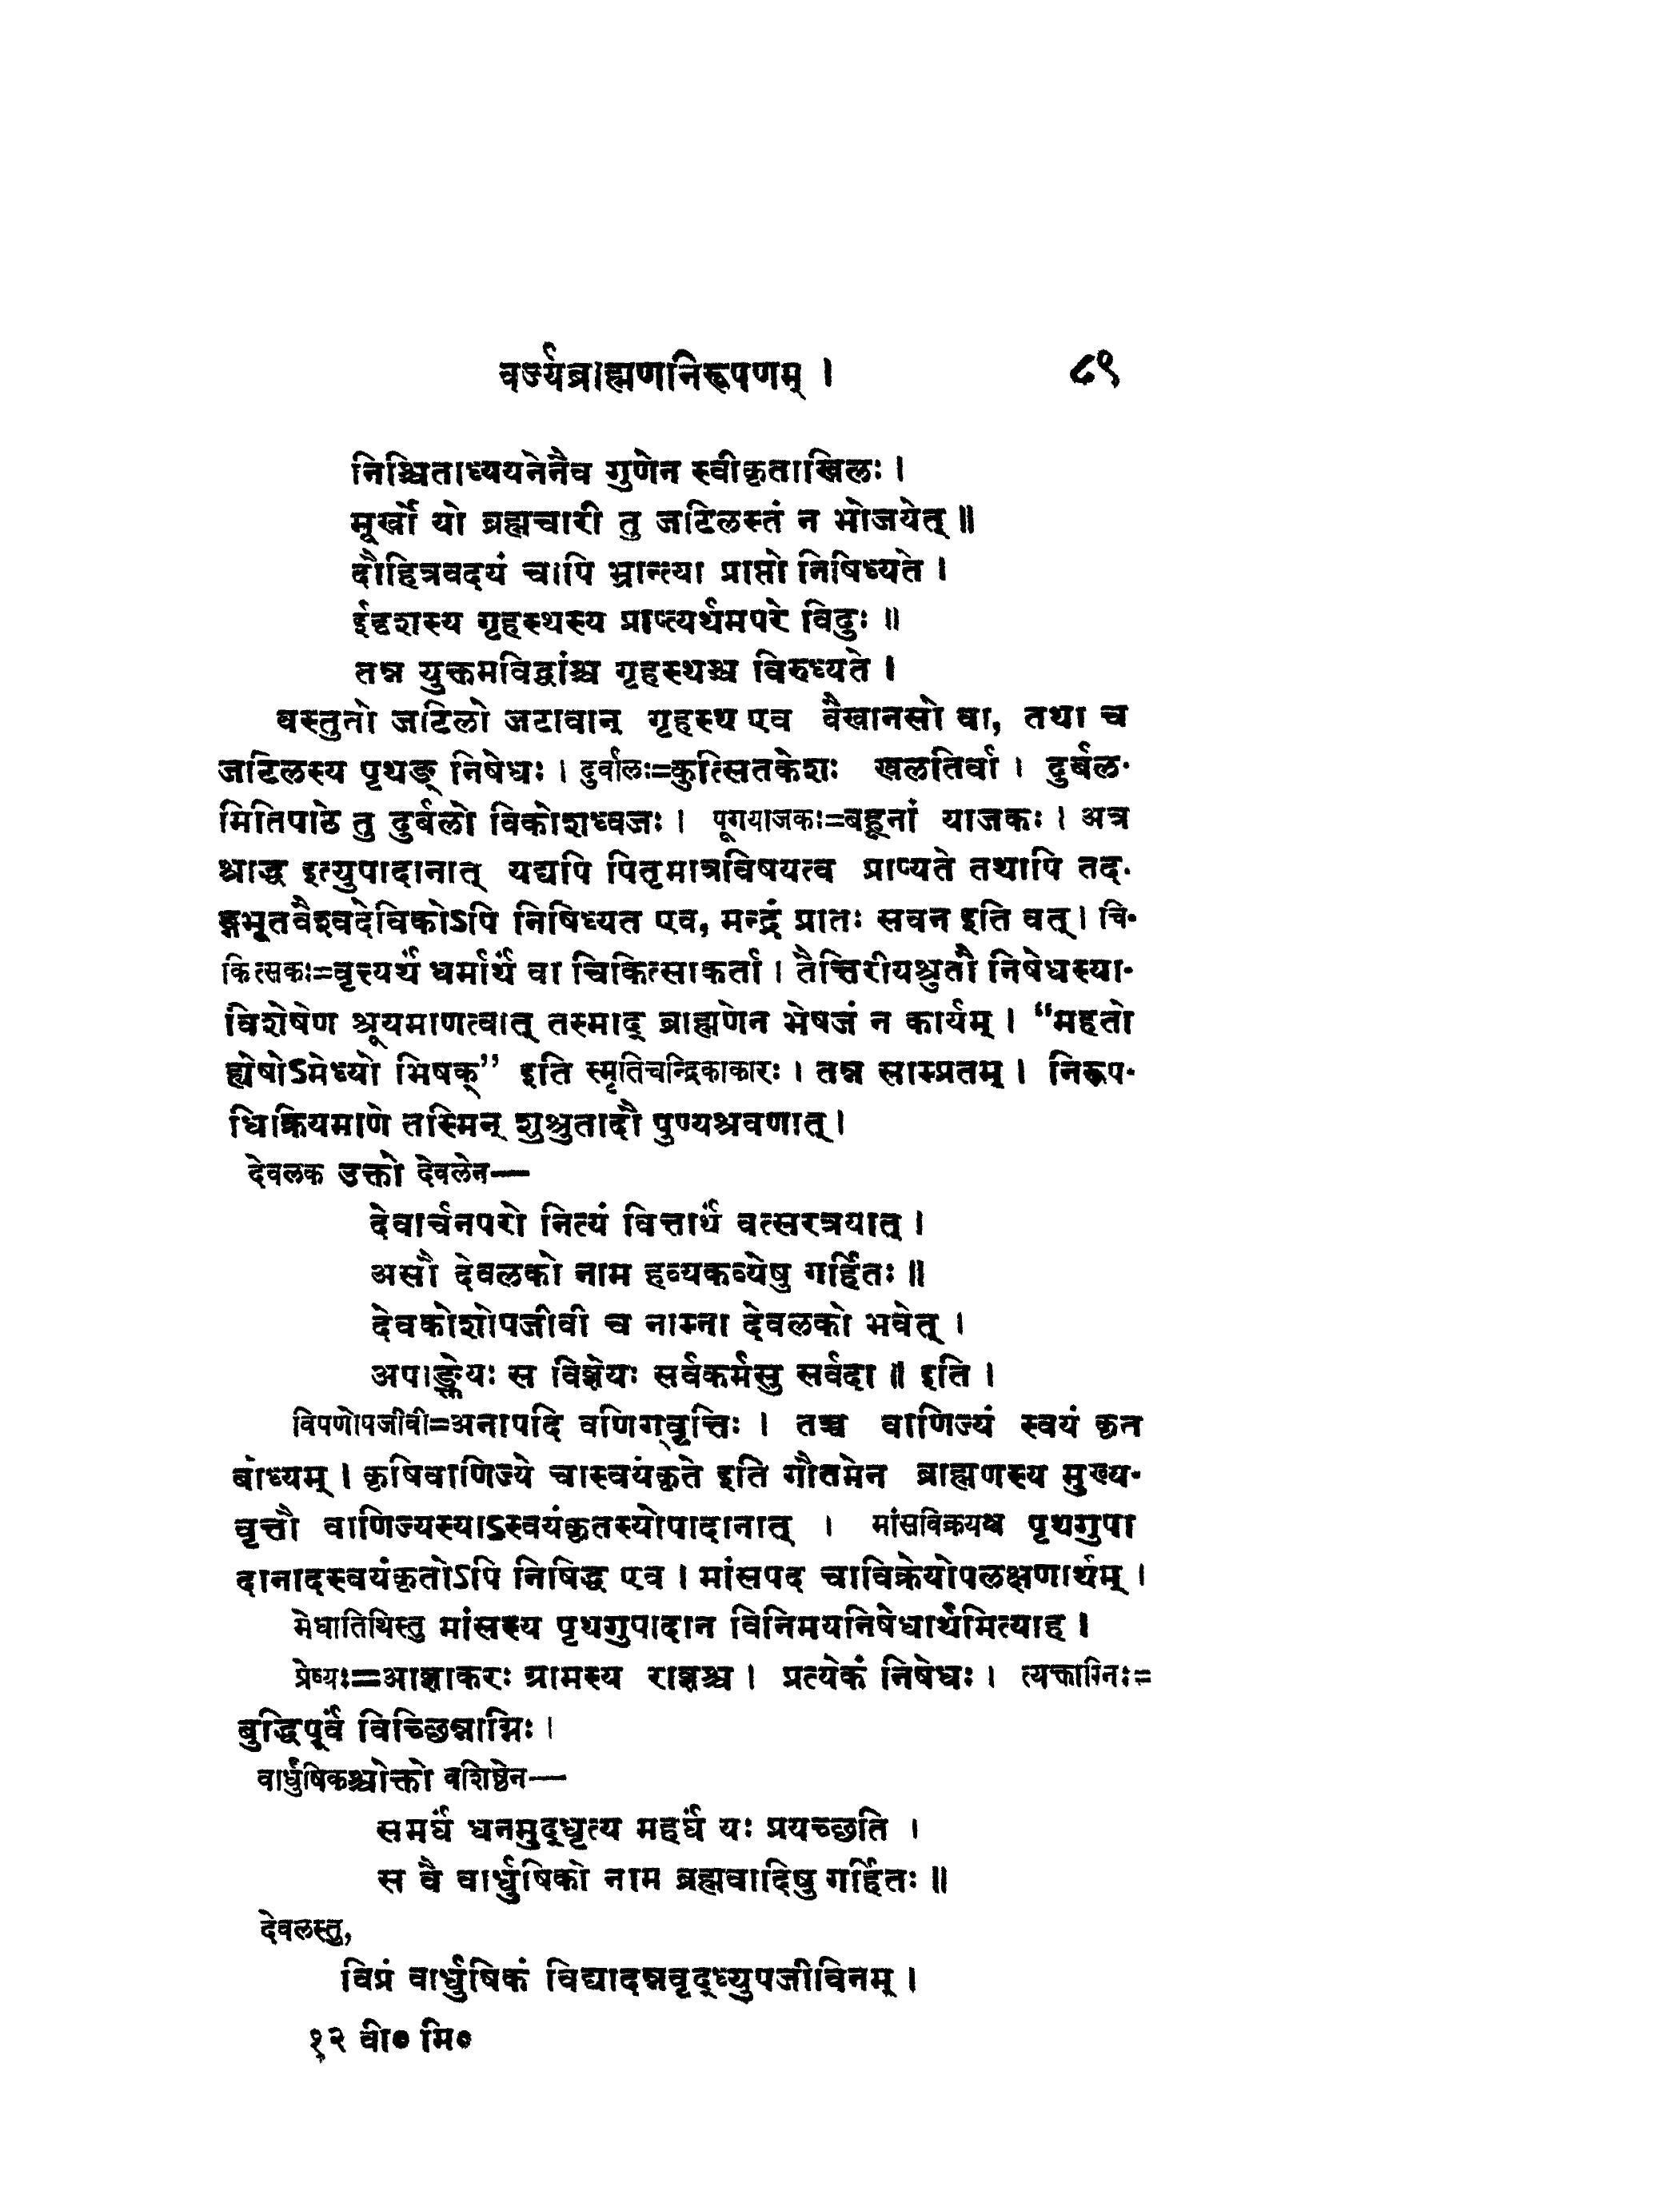 वर्ज्यब्राह्मणनिरूपणम् ।
८९
निश्चिताध्ययनेनैव गुणेन स्वीकृताखिलः ।
मूर्खो यो ब्रह्मचारी तु जटिलस्तं न भोजयेत् ॥
दौहित्रवदयं चापि भ्रान्त्या प्राप्तो निषिध्यते ।
ईदृशस्य गृहस्थस्य प्राप्त्यर्थमपरे विदुः ॥
तन्न युक्तमविद्वांश्च गृहस्थश्च विरुध्यते ।
वस्तुतो जटिलो जटावान् गृहस्थ एव वैखानसो वा, तथा च
जटिलस्य पृथङ् निषेधः । दुर्वालः=कुत्सितकेशः खलतिर्वा । दुर्बल-
मितिपाठे तु दुर्बलो विकोशध्वजः । पूगयाजकः=बहूनां याजकः । अत्र
श्राद्ध इत्युपादानात् यद्यपि पितृमात्रविषयत्व प्राप्यते तथापि तद-
ङ्गभूतवैश्वदेविकोऽपि निषिध्यत एव, मन्द्रं प्रातः सवन इति वत् । चि-
कित्सकः=वृत्त्यर्थं धर्मार्थं वा चिकित्साकर्ता । तैत्तिरीयश्रुतौ निषेधस्या-
विशेषेण श्रूयमाणत्वात् तस्माद् ब्राह्मणेन भेषजं न कार्यम् । “महतो
ह्येषोऽमेध्यो भिषक्” इति स्मृतिचन्द्रिकाकारः । तन्न साम्प्रतम् । निरूप-
धिक्रियमाणे तस्मिन् शुश्रुतादौ पुण्यश्रवणात् ।
देवलक उक्तो देवलेन—
देवार्चनपरो नित्यं वित्तार्थं वत्सरत्रयात् ।
असौ देवलको नाम हव्यकव्येषु गर्हितः ॥
देवकोशोपजीवी च नाम्ना देवलको भवेत् ।
अपाङ्क्तेयः स विज्ञेयः सर्वकर्मसु सर्वदा ॥ इति ।
विपणोपजीवी=अनापदि वणिग्वृत्तिः । तच्च वाणिज्यं स्वयं कृत
बोध्यम् । कृषिवाणिज्ये चास्वयंकृते इति गौतमेन ब्राह्मणस्य मुख्य-
वृत्तौ वाणिज्यस्याऽस्वयंकृतस्योपादानात् । मांसविक्रयश्च पृथगुपा
दानादस्वयंकृतोऽपि निषिद्ध एव । मांसपद चाविक्रेयोपलक्षणार्थम् ।
मेधातिथिस्तु मांसस्य पृथगुपादान विनिमयनिषेधार्थमित्याह ।
प्रेष्यः=आज्ञाकरः ग्रामस्य राज्ञश्च । प्रत्येकं निषेधः । त्यक्ताग्निः=
बुद्धिपूर्वं विच्छिन्नाग्निः ।
वार्धुषिकश्चोक्तो वशिष्ठेन—
समर्घं धनमुद्धृत्य महर्घं यः प्रयच्छति ।
स वै वार्धुषिको नाम ब्रह्मवादिषु गर्हितः ॥
देवलस्तु,
विप्रं वार्धुषिकं विद्यादन्नवृद्ध्युपजीविनम् ।
१२ वी० मि०